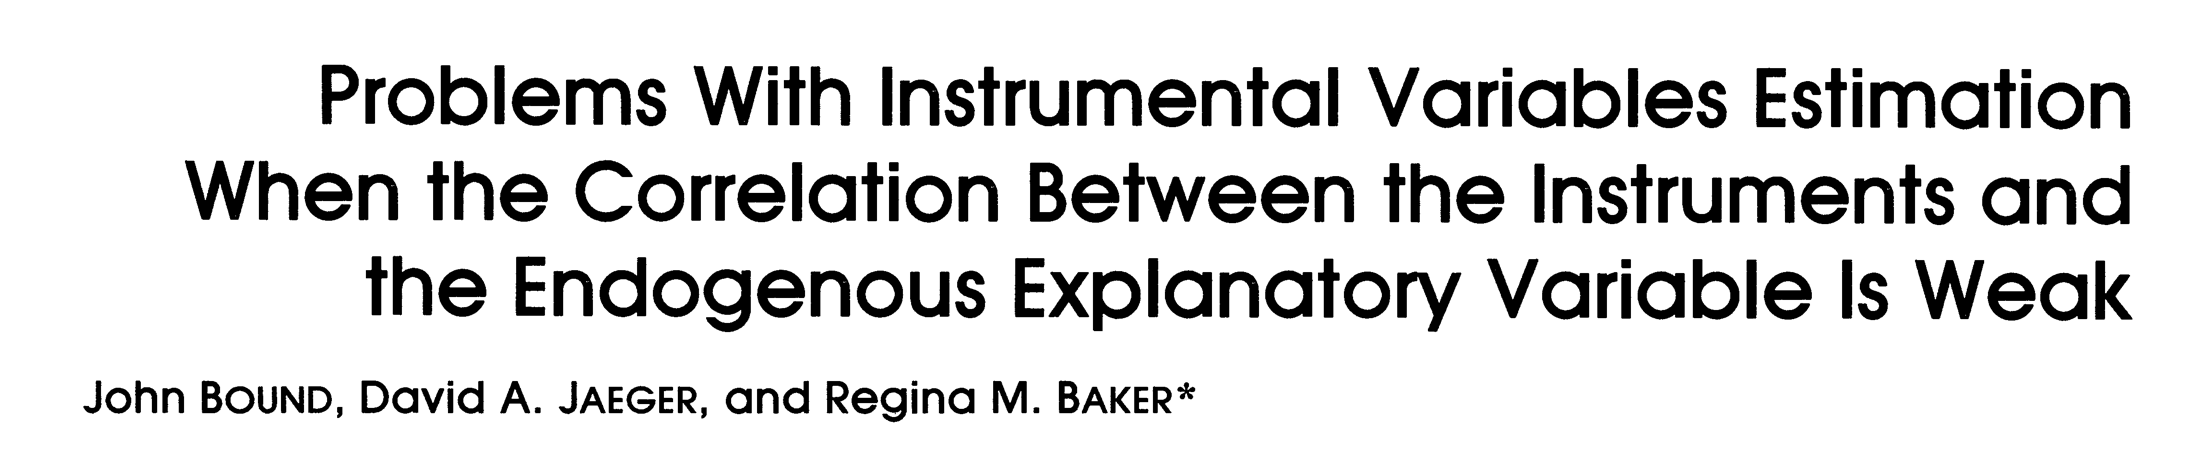 Problems With Instrumental Variables Estimation
When the Correlation Between the Instruments and
the Endogenous Explanatory Variable Is Weak
John BOUND, David A. JAEGER, and Regina M. BAKER*